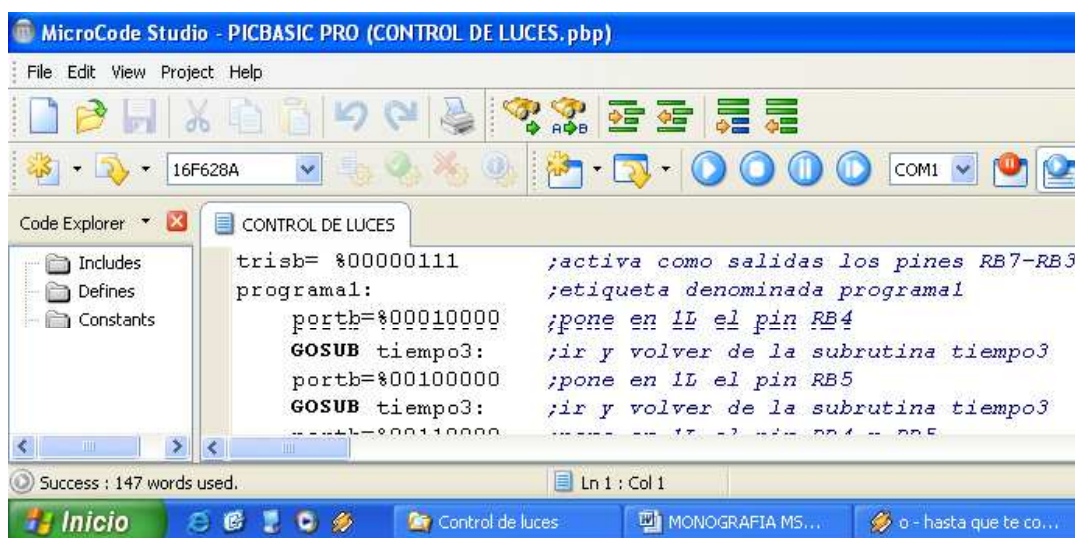 MicroCode Studio - PICBASIC PRO (CONTROL DE LUCES.pbp)
File Edit View Project Help
A B
16F628A COM1
Code Explorer CONTROL DE LUCES
Includes trisb= %00000111 ;activa como salidas los pines RB7-RB3
Defines programa1: ;etiqueta denominada programa1
Constants portb=%00010000 ;pone en 1L el pin RB4
GOSUB tiempo3: ;ir y volver de la subrutina tiempo3
portb=%00100000 ;pone en 1L el pin RB5
GOSUB tiempo3: ;ir y volver de la subrutina tiempo3
Success : 147 words used. Ln 1 : Col 1
Inicio Control de luces MONOGRAFIA MS... o - hasta que te co...